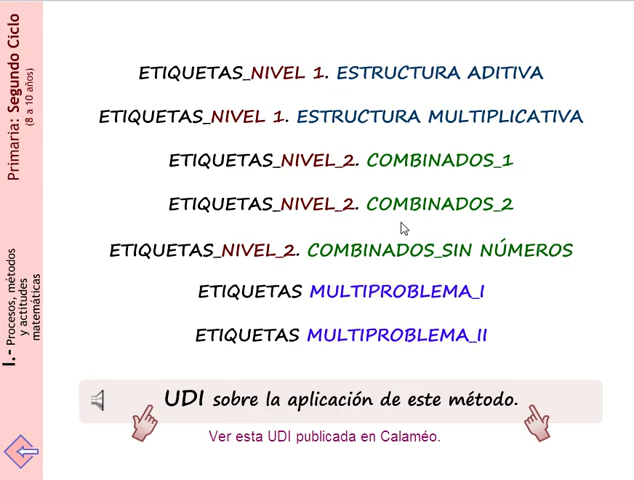 Primaria: Segundo Ciclo
(8 a 10 años)
I.- Procesos, métodos
y actitudes
matemáticas
ETIQUETAS_NIVEL 1. ESTRUCTURA ADITIVA
ETIQUETAS_NIVEL 1. ESTRUCTURA MULTIPLICATIVA
ETIQUETAS_NIVEL_2. COMBINADOS_1
ETIQUETAS_NIVEL_2. COMBINADOS_2
ETIQUETAS_NIVEL_2. COMBINADOS_SIN NÚMEROS
ETIQUETAS MULTIPROBLEMA_I
ETIQUETAS MULTIPROBLEMA_II
UDI sobre la aplicación de este método.
Ver esta UDI publicada en Calaméo.